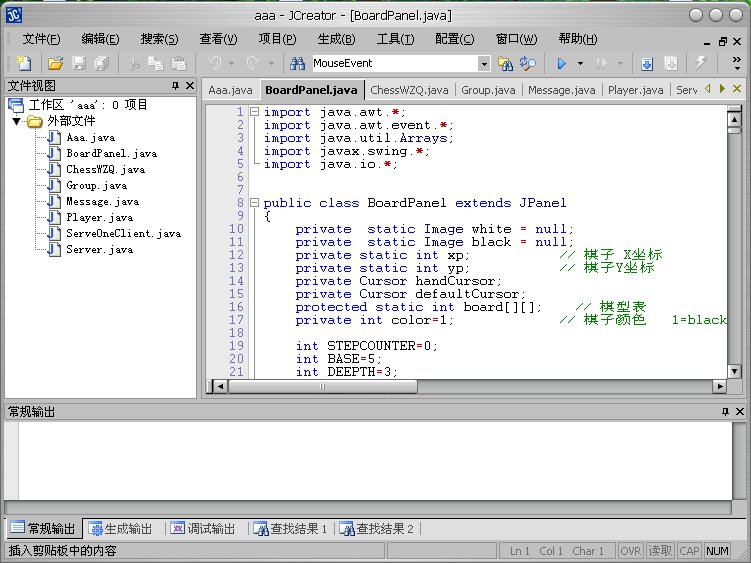 aaa - JCreator - [BoardPanel.java]
文件(F) 编辑(E) 搜索(S) 查看(V) 项目(P) 生成(B) 工具(T) 配置(C) 窗口(W) 帮助(H)
MouseEvent
文件视图
Aaa.java BoardPanel.java ChessWZQ.java Group.java Message.java Player.java Serv
工作区 'aaa': 0 项目
外部文件
Aaa.java
BoardPanel.java
ChessWZQ.java
Group.java
Message.java
Player.java
ServeOneClient.java
Server.java
1 import java.awt.*;
2 import java.awt.event.*;
3 import java.util.Arrays;
4 import javax.swing.*;
5 import java.io.*;
6
7
8 public class BoardPanel extends JPanel
9 {
10 private static Image white = null;
11 private static Image black = null;
12 private static int xp; // 棋子 X坐标
13 private static int yp; // 棋子Y坐标
14 private Cursor handCursor;
15 private Cursor defaultCursor;
16 protected static int board[][]; // 棋型表
17 private int color=1; // 棋子颜色 1=black
18
19 int STEPCOUNTER=0;
20 int BASE=5;
21 int DEEPTH=3;
常规输出
常规输出 生成输出 调试输出 查找结果 1 查找结果 2
插入剪贴板中的内容 Ln 1 Col 1 Char 1 OVR 读取 CAP NUM